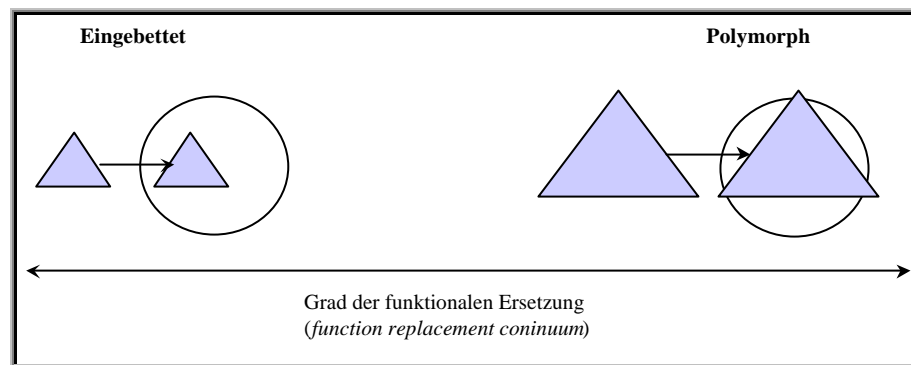 Eingebettet
Polymorph
Grad der funktionalen Ersetzung
(function replacement coninuum)